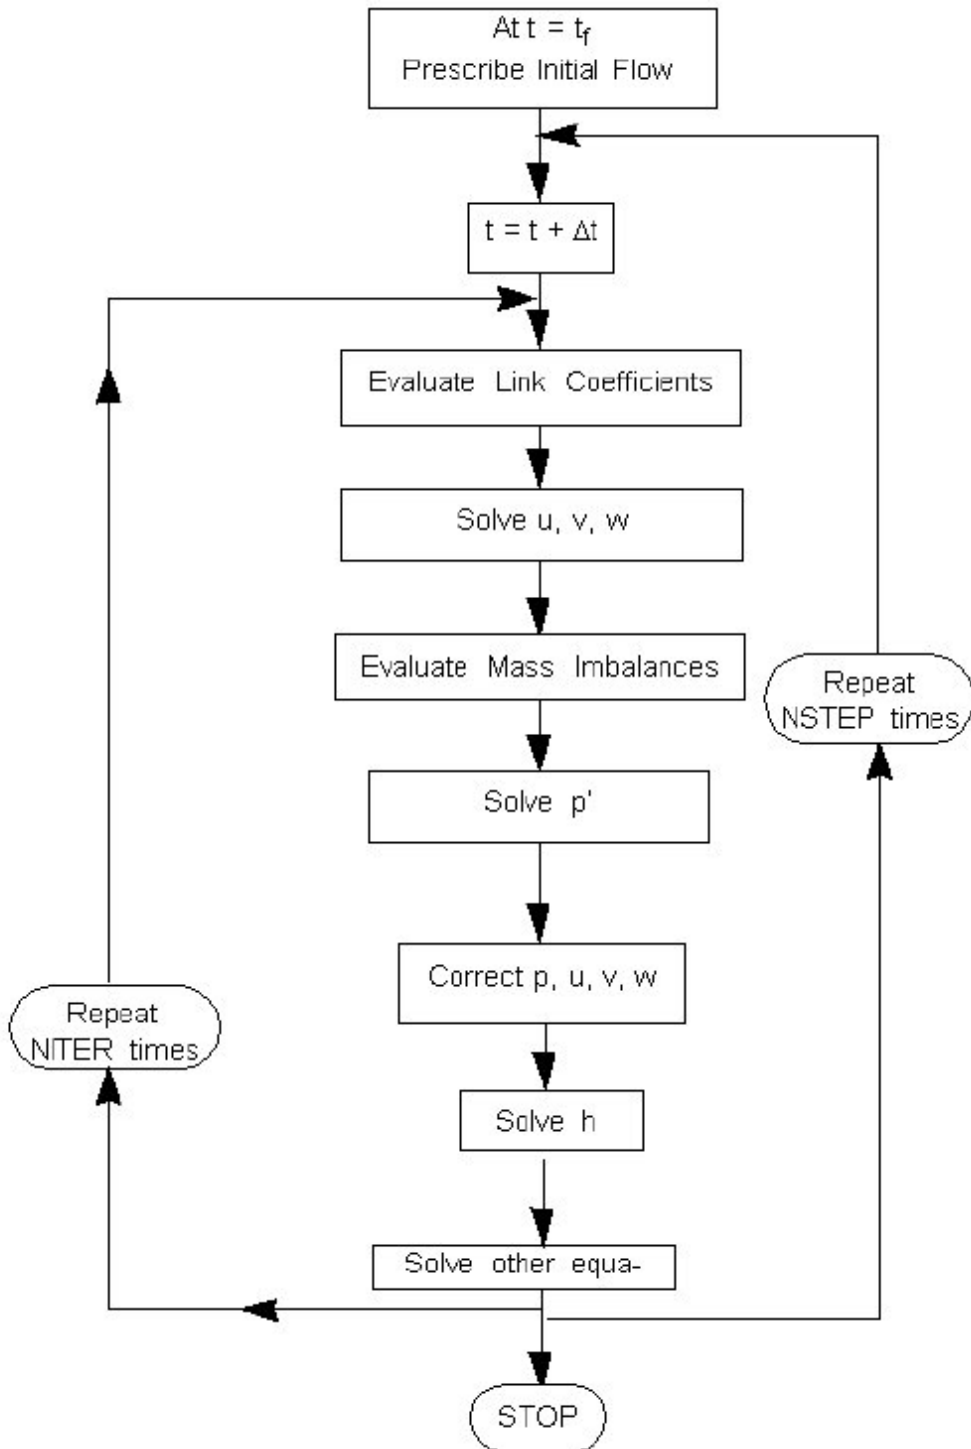 At t = t_f
Prescribe Initial Flow
t = t + Δt
Evaluate Link Coefficients
Solve u, v, w
Evaluate Mass Imbalances
Repeat
NSTEP times
Solve p'
Correct p, u, v, w
Repeat
NITER times
Solve h
Solve other equa-
STOP